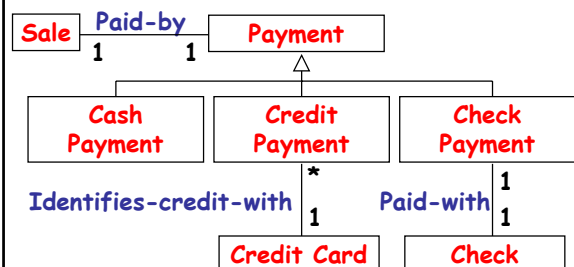 Sale Paid-by Payment
1 1
Cash Credit Check
Payment Payment Payment
* 1
Identifies-credit-with Paid-with
1 1
Credit Card Check